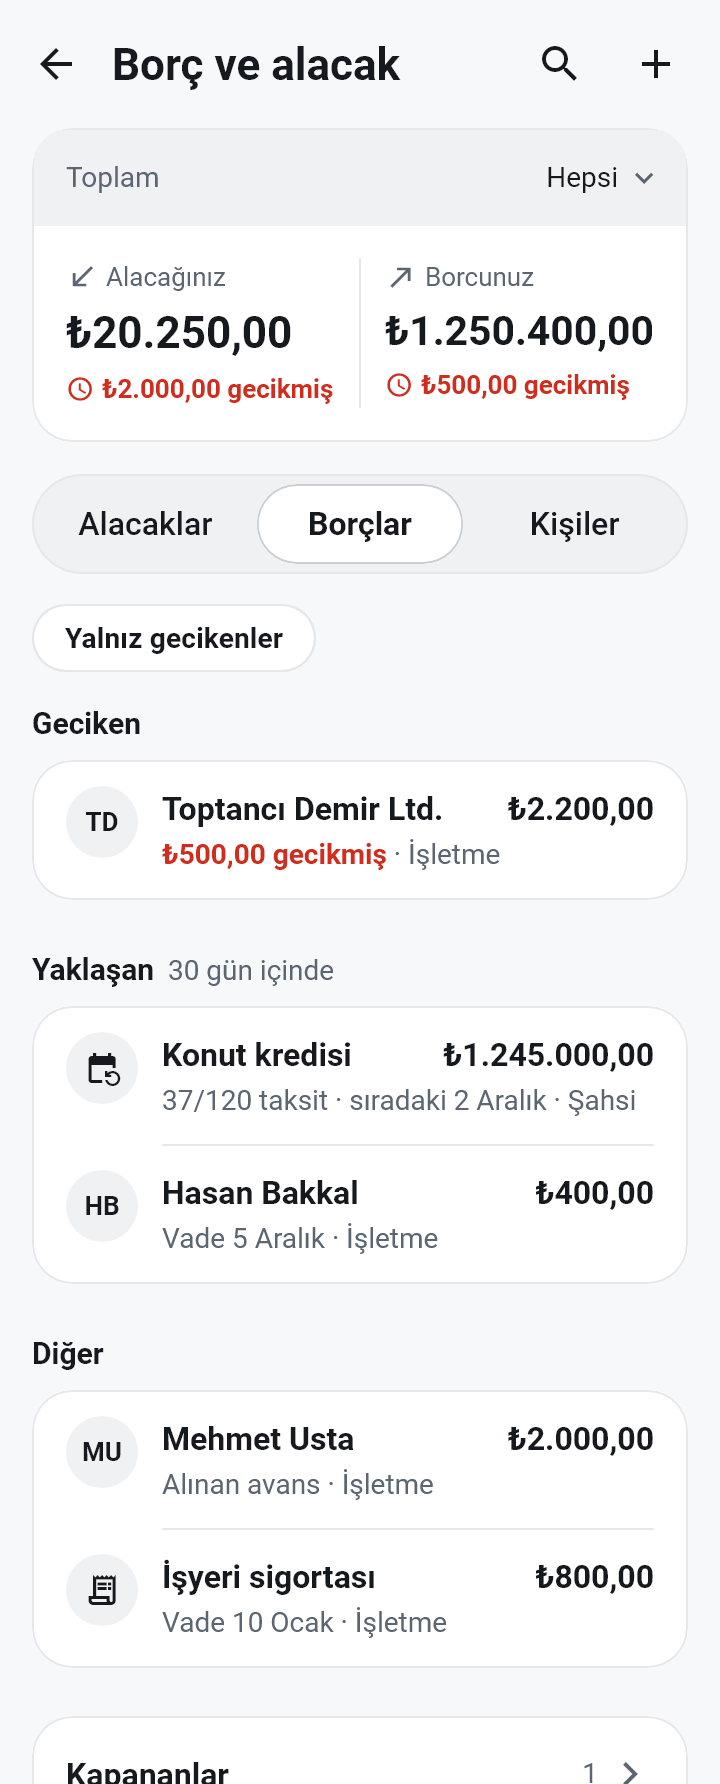 Borç ve alacak
Toplam Hepsi
Alacağınız
₺20.250,00
₺2.000,00 gecikmiş
Borcunuz
₺1.250.400,00
₺500,00 gecikmiş
Alacaklar Borçlar Kişiler
Yalnız gecikenler
Geciken
TD Toptancı Demir Ltd. ₺2.200,00
₺500,00 gecikmiş · İşletme
Yaklaşan 30 gün içinde
Konut kredisi ₺1.245.000,00
37/120 taksit · sıradaki 2 Aralık · Şahsi
HB Hasan Bakkal ₺400,00
Vade 5 Aralık · İşletme
Diğer
MU Mehmet Usta ₺2.000,00
Alınan avans · İşletme
İşyeri sigortası ₺800,00
Vade 10 Ocak · İşletme
Kapananlar 1